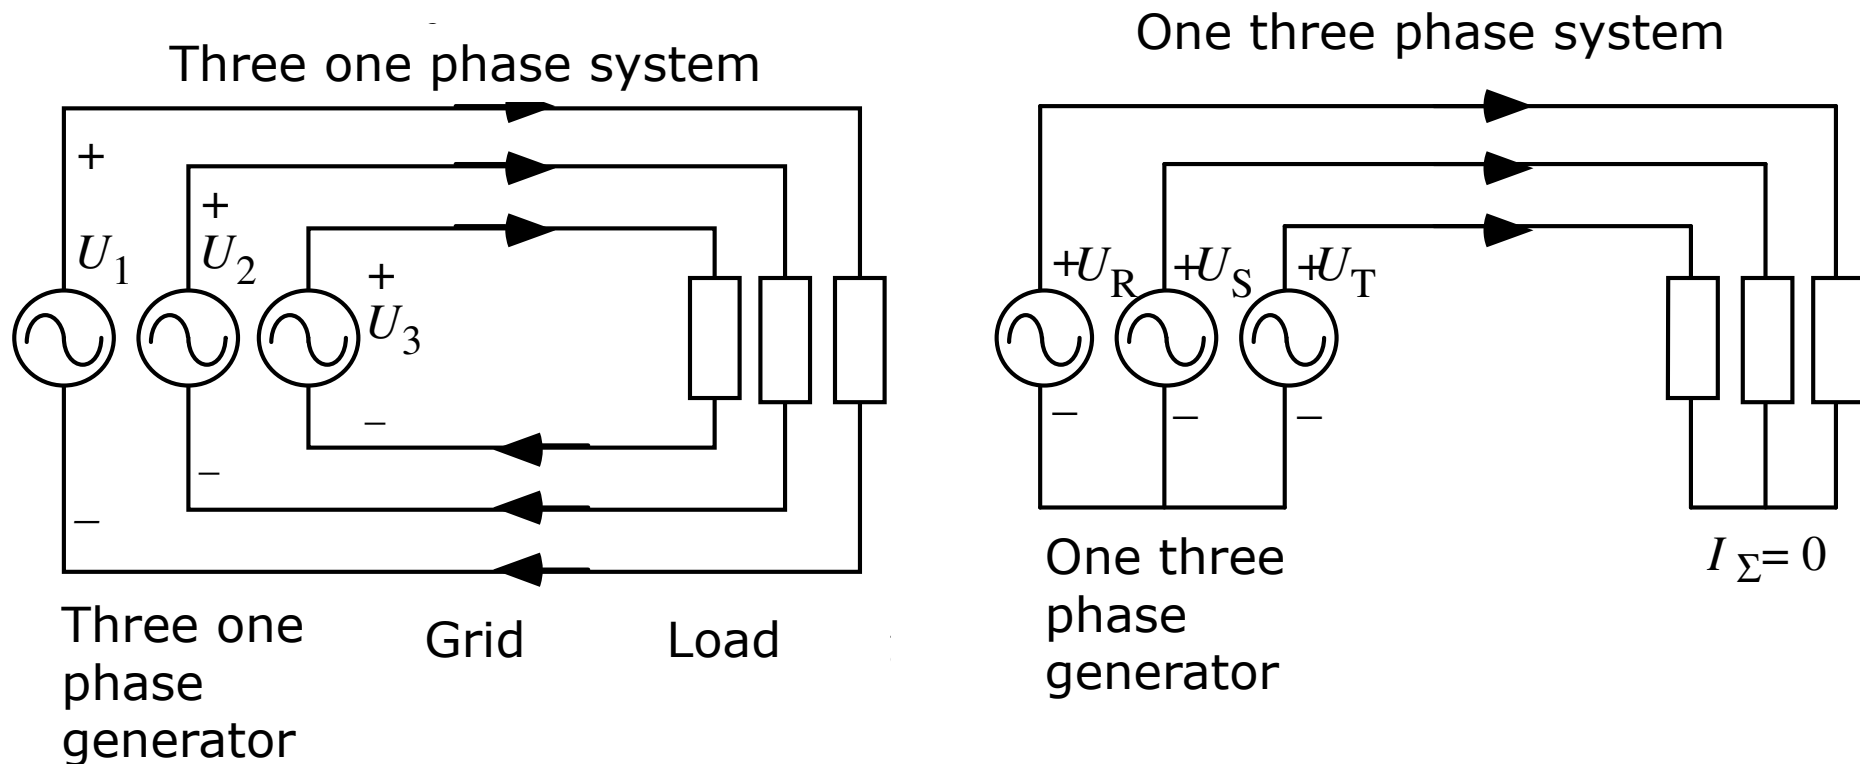 Three one phase system
One three phase system
+
U1
+
U2
+
U3
–
–
–
Three one
phase
generator
Grid
Load
+UR
+US
+UT
–
–
–
One three
phase
generator
IΣ= 0